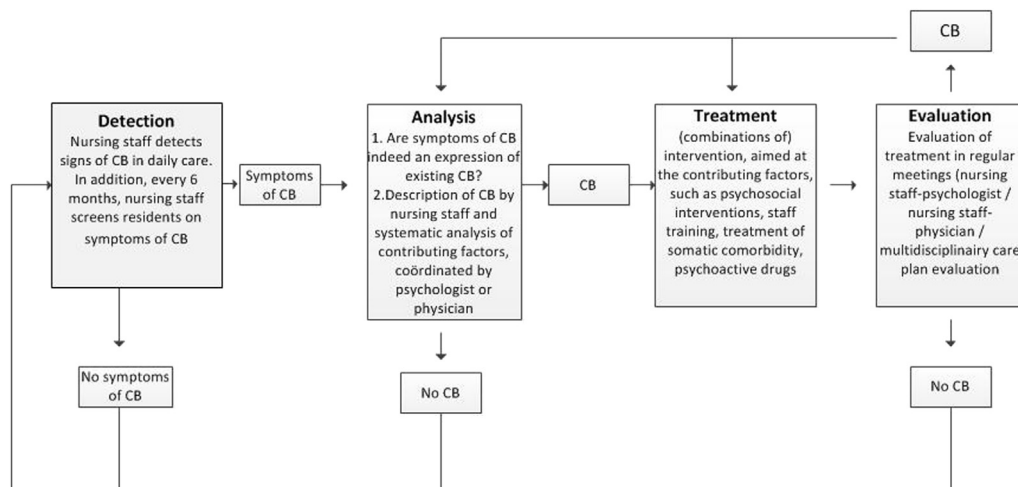 CB
Detection
Nursing staff detects
signs of CB in daily care.
In addition, every 6
months, nursing staff
screens residents on
symptoms of CB
Symptoms
of CB
Analysis
1. Are symptoms of CB
indeed an expression of
existing CB?
2.Description of CB by
nursing staff and
systematic analysis of
contributing factors,
coördinated by
psychologist or
physician
CB
Treatment
(combinations of)
intervention, aimed at
the contributing factors,
such as psychosocial
interventions, staff
training, treatment of
somatic comorbidity,
psychoactive drugs
Evaluation
Evaluation of
treatment in regular
meetings (nursing
staff-psychologist /
nursing staff-
physician /
multidisciplinairy care
plan evaluation
No symptoms
of CB
No CB
No CB